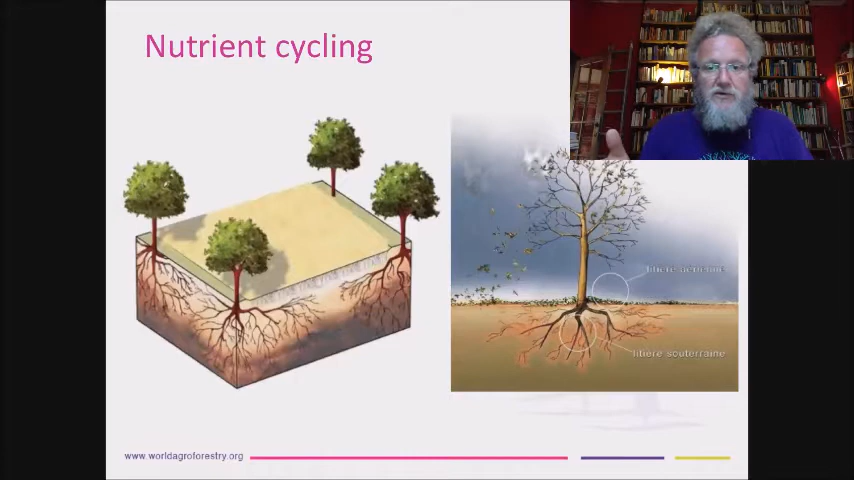 Nutrient cycling
litière aérienne
litière souterraine
www.worldagroforestry.org